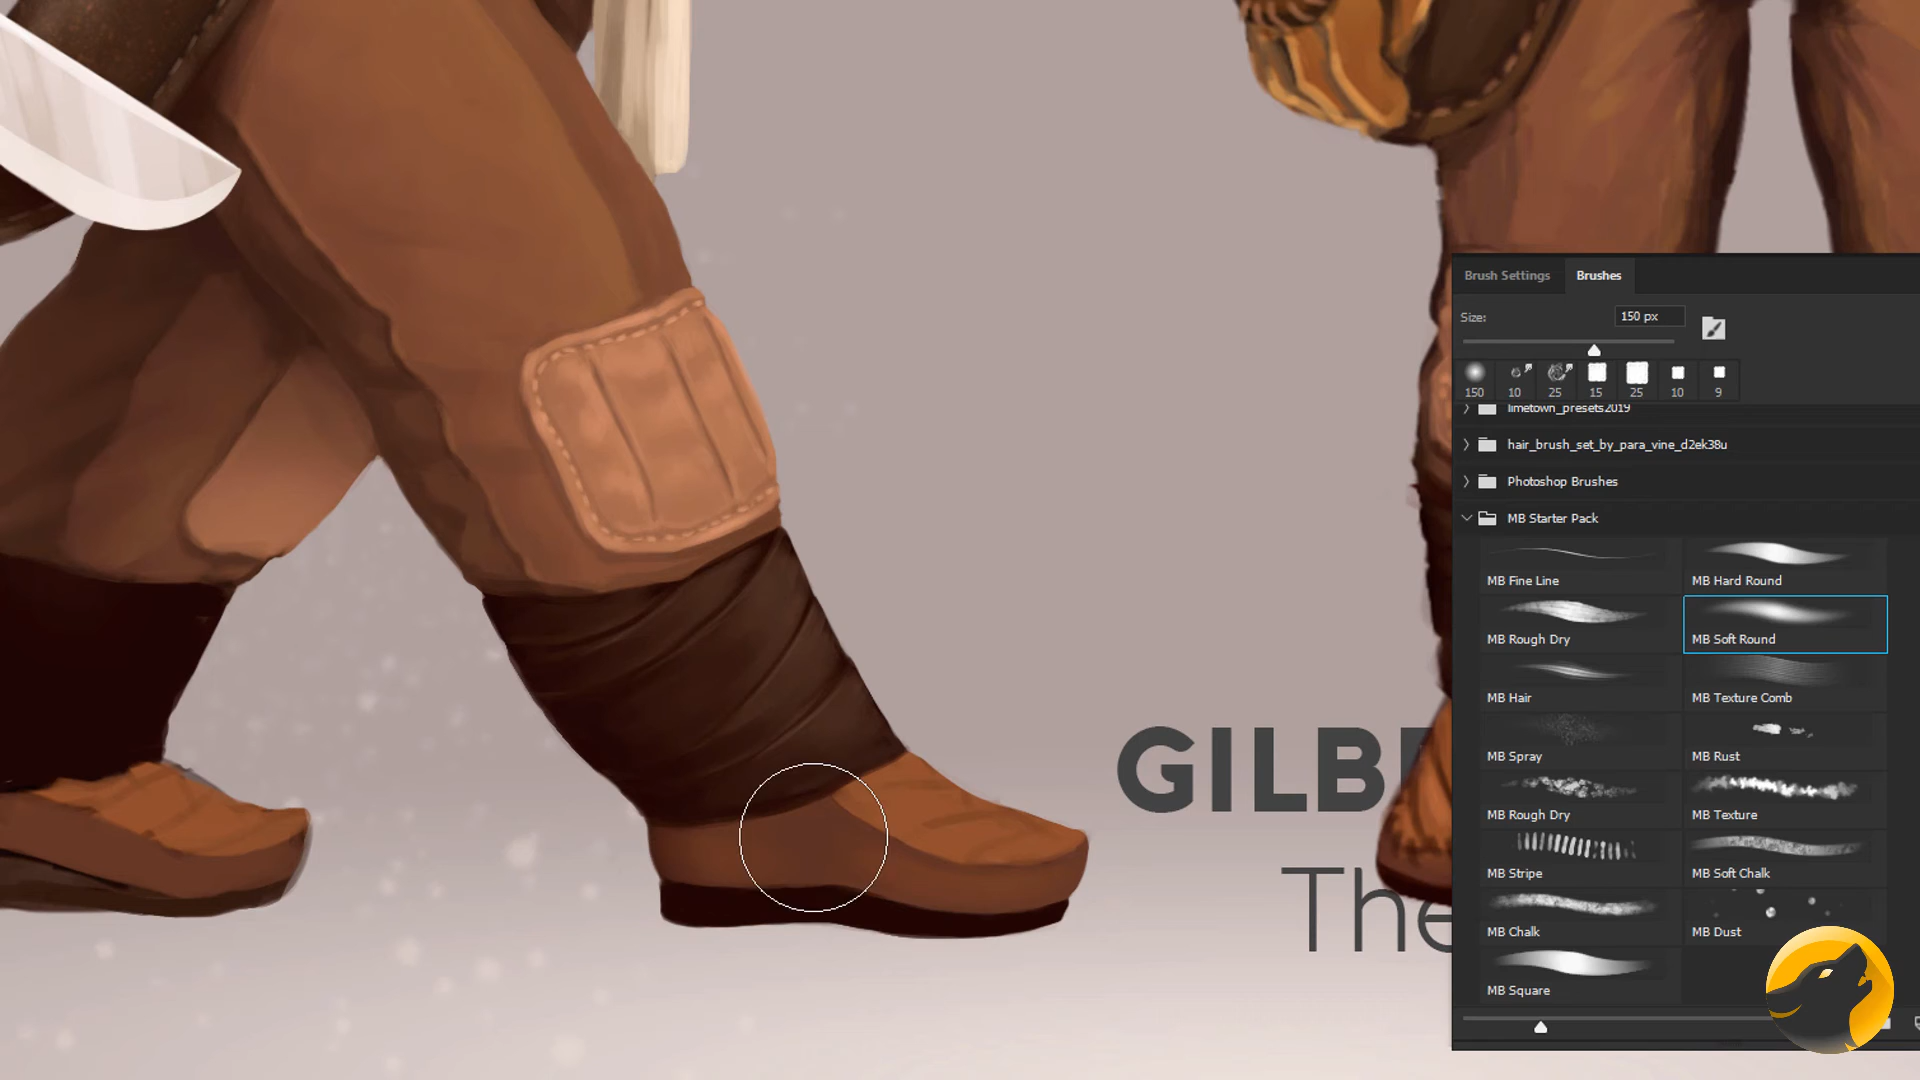 Brush Settings Brushes
Size: 150 px
150 10 25 15 25 10 9
limetown_presets2019
hair_brush_set_by_para_vine_d2ek38u
Photoshop Brushes
MB Starter Pack
MB Fine Line MB Hard Round
MB Rough Dry MB Soft Round
MB Hair MB Texture Comb
MB Spray MB Rust
MB Rough Dry MB Texture
MB Stripe MB Soft Chalk
MB Chalk MB Dust
MB Square
GILB
The